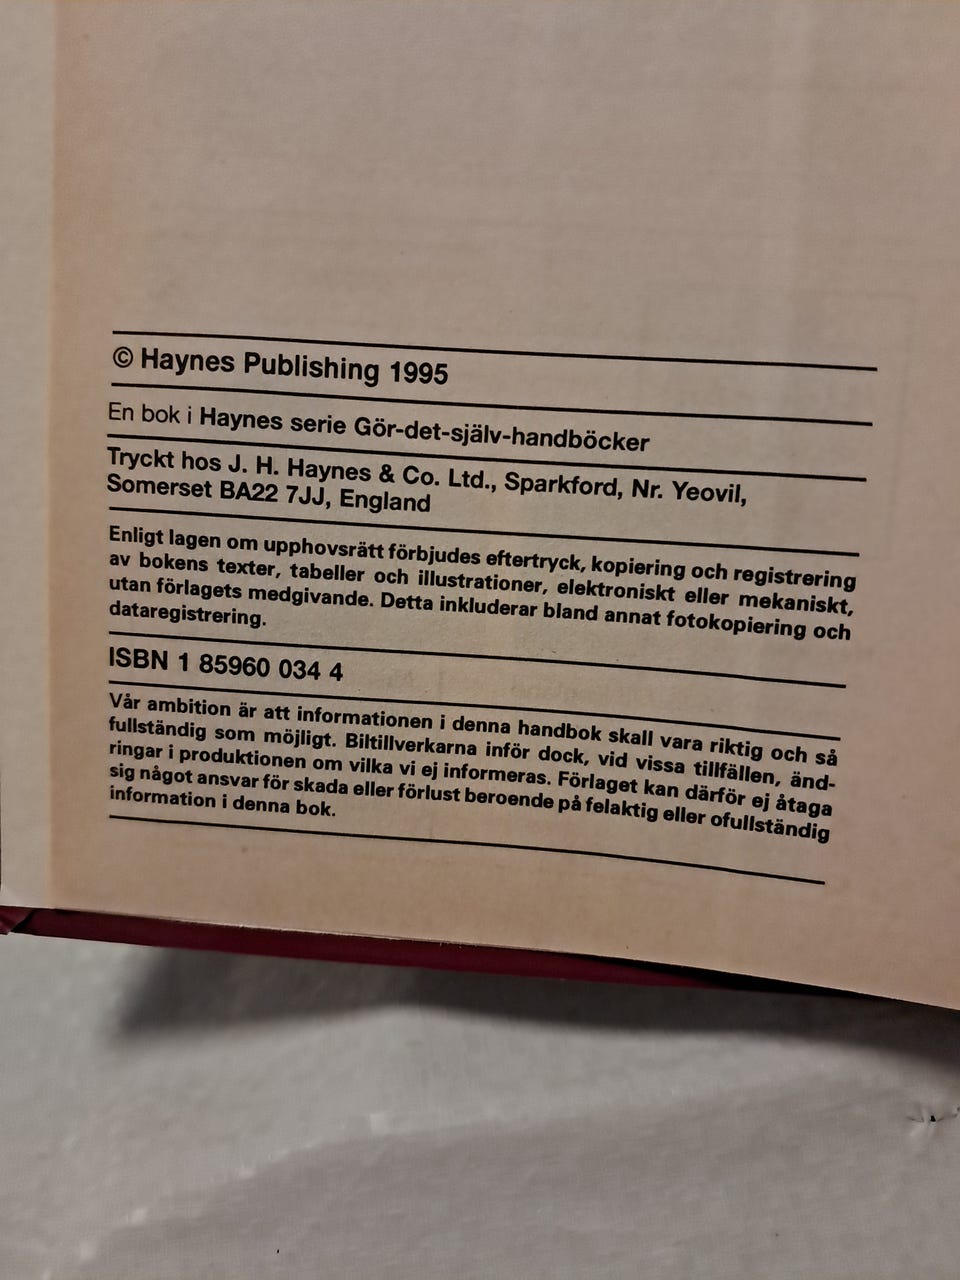 © Haynes Publishing 1995
En bok i Haynes serie Gör-det-själv-handböcker
Tryckt hos J. H. Haynes & Co. Ltd., Sparkford, Nr. Yeovil,
Somerset BA22 7JJ, England
Enligt lagen om upphovsrätt förbjudes eftertryck, kopiering och registrering
av bokens texter, tabeller och illustrationer, elektroniskt eller mekaniskt,
utan förlagets medgivande. Detta inkluderar bland annat fotokopiering och
dataregistrering.
ISBN 1 85960 034 4
Vår ambition är att informationen i denna handbok skall vara riktig och så
fullständig som möjligt. Biltillverkarna inför dock, vid vissa tillfällen, änd-
ringar i produktionen om vilka vi ej informeras. Förlaget kan därför ej åtaga
sig något ansvar för skada eller förlust beroende på felaktig eller ofullständig
information i denna bok.